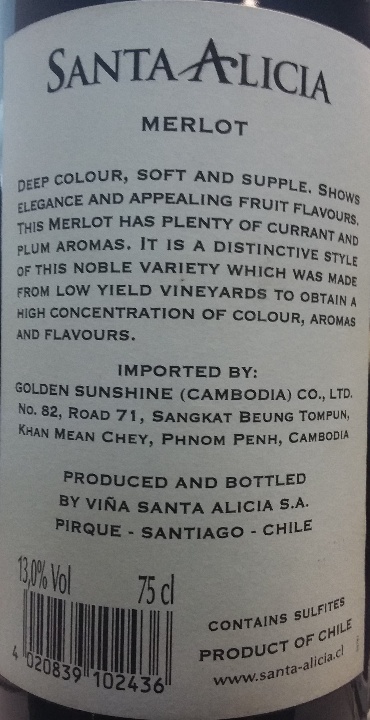 SANTA ALICIA
MERLOT
DEEP COLOUR, SOFT AND SUPPLE. SHOWS
ELEGANCE AND APPEALING FRUIT FLAVOURS.
THIS MERLOT HAS PLENTY OF CURRANT AND
PLUM AROMAS. IT IS A DISTINCTIVE STYLE
OF THIS NOBLE VARIETY WHICH WAS MADE
FROM LOW YIELD VINEYARDS TO OBTAIN A
HIGH CONCENTRATION OF COLOUR, AROMAS
AND FLAVOURS.
IMPORTED BY:
GOLDEN SUNSHINE (CAMBODIA) CO., LTD.
No. 82, ROAD 71, SANGKAT BEUNG TOMPUN,
KHAN MEAN CHEY, PHNOM PENH, CAMBODIA
PRODUCED AND BOTTLED
BY VIÑA SANTA ALICIA S.A.
PIRQUE - SANTIAGO - CHILE
13,0% Vol 75 cl
4 020839 102436
CONTAINS SULFITES
PRODUCT OF CHILE
www.santa-alicia.cl